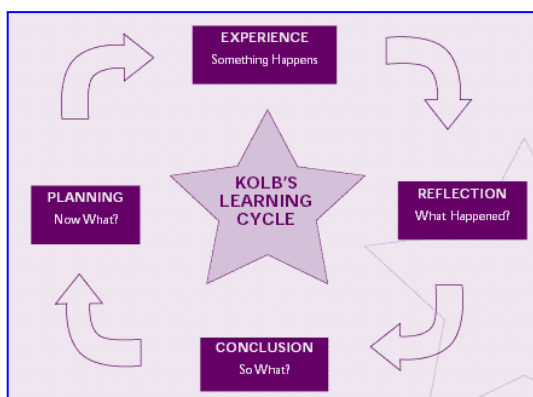 EXPERIENCE
Something Happens
KOLB'S
LEARNING
CYCLE
PLANNING
Now What?
REFLECTION
What Happened?
CONCLUSION
So What?